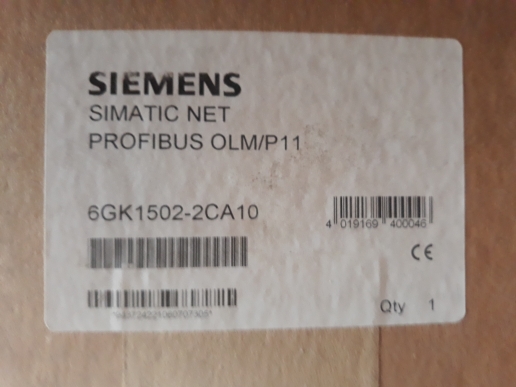 SIEMENS
SIMATIC NET
PROFIBUS OLM/P11
6GK1502-2CA10
4 019169 400046
CE
Qty 1